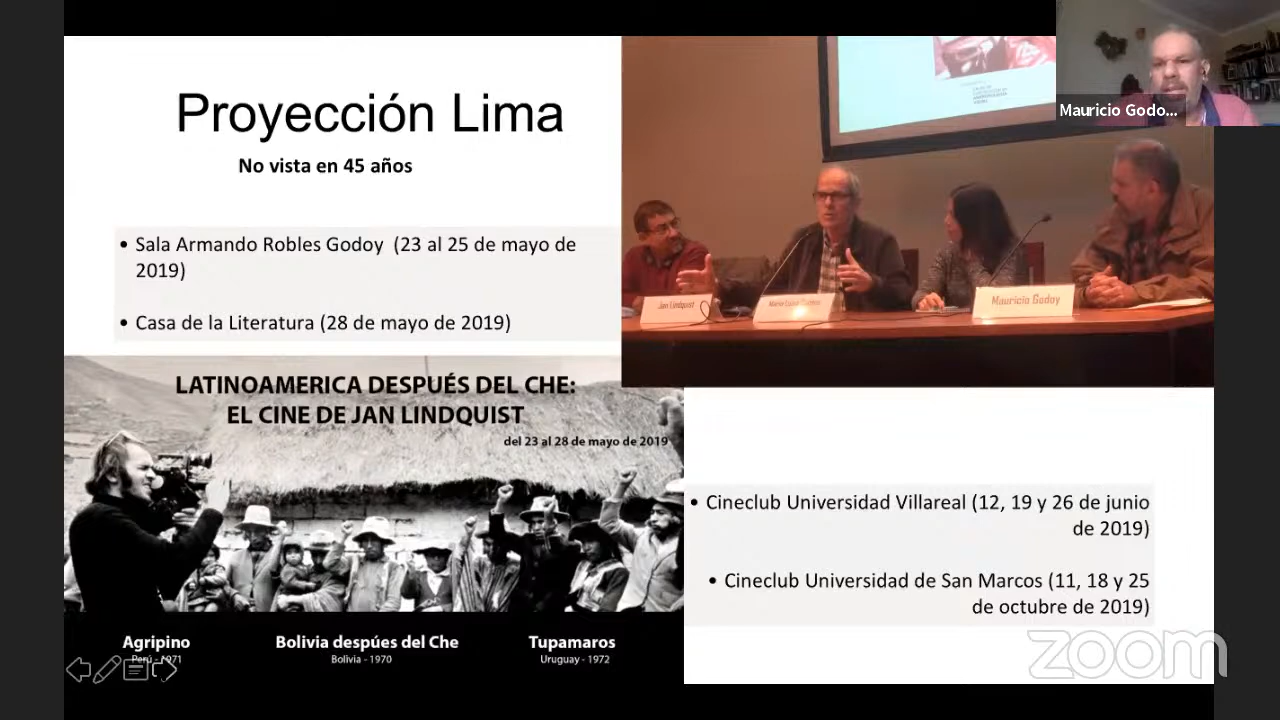 Proyección Lima
No vista en 45 años
• Sala Armando Robles Godoy (23 al 25 de mayo de
2019)
• Casa de la Literatura (28 de mayo de 2019)
Mauricio Godo...
Jan Lindquist
Mauricio Godoy
LATINOAMERICA DESPUÉS DEL CHE:
EL CINE DE JAN LINDQUIST
del 23 al 28 de mayo de 2019
Agripino
Perú - 1971
Bolivia despúes del Che
Bolivia - 1970
Tupamaros
Uruguay - 1972
• Cineclub Universidad Villareal (12, 19 y 26 de junio
de 2019)
• Cineclub Universidad de San Marcos (11, 18 y 25
de octubre de 2019)
zoom